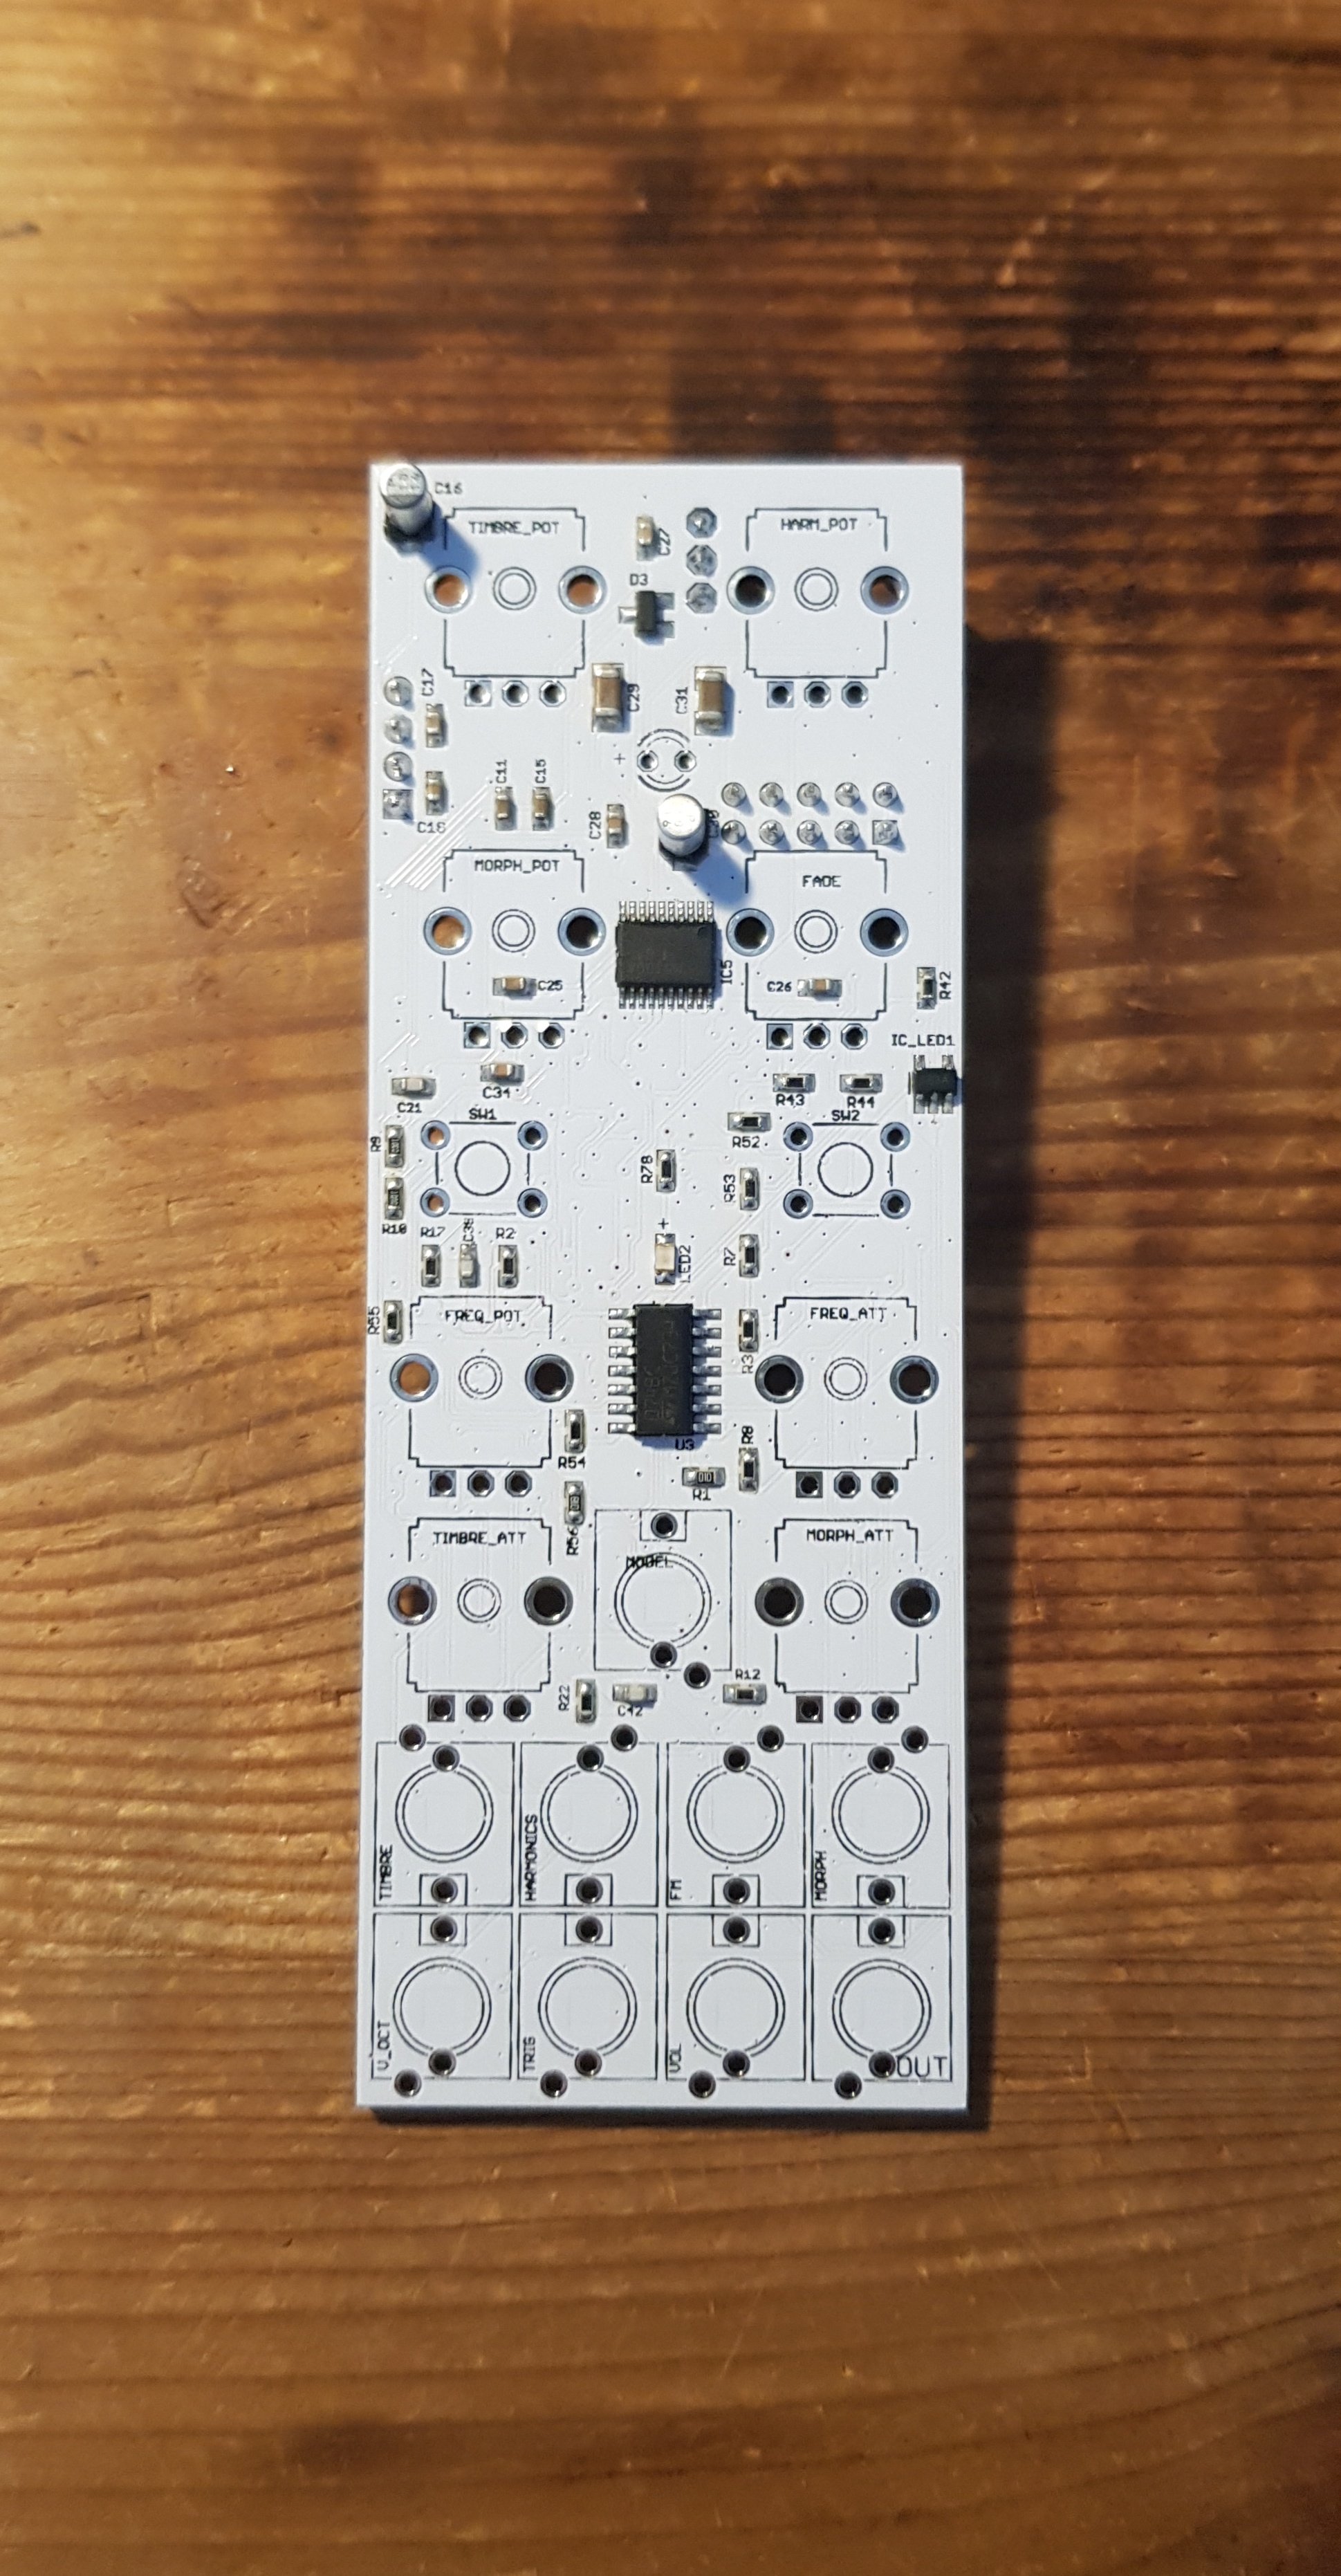 C16
TIMBRE_POT
HARM_POT
C27
D3
C17
C29
C31
+
C11
C15
C28
MORPH_POT
FADE
IC5
C25
C26
R42
IC_LED1
C34
C21
R43
R44
SW1
SW2
R9
R52
R78
R53
R10
R17
R2
+
LED2
R7
R55
FREQ_POT
FREQ_ATT
R3
U3
R8
R54
R1
R56
TIMBRE_ATT
MODEL
MORPH_ATT
R22
C42
R12
TIMBRE
HARMONICS
FM
MORPH
V_OCT
TRIG
VOL
OUT